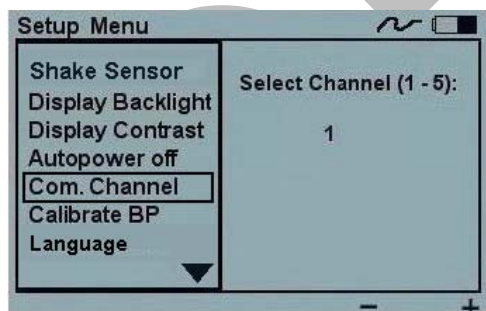 Setup Menu
Shake Sensor
Display Backlight
Display Contrast
Autopower off
Com. Channel
Calibrate BP
Language
Select Channel (1 - 5):
1
- +